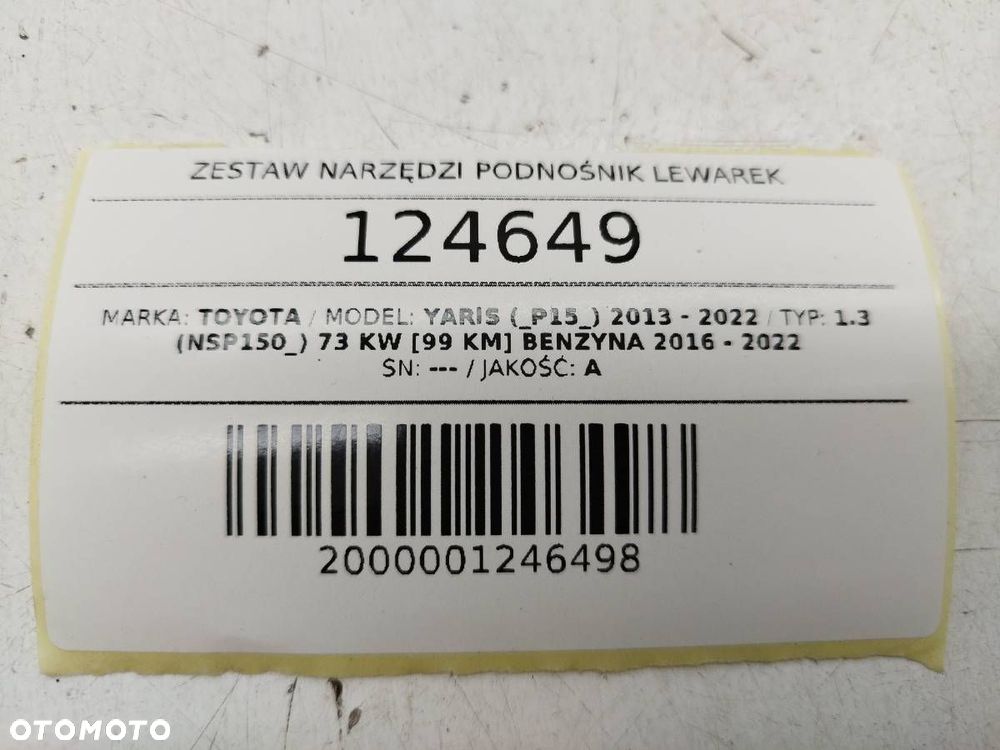 ZESTAW NARZĘDZI PODNOŚNIK LEWAREK
124649
MARKA: TOYOTA / MODEL: YARIS (_P15_) 2013 - 2022 / TYP: 1.3
(NSP150_) 73 KW [99 KM] BENZYNA 2016 - 2022
SN: --- / JAKOŚĆ: A
2000001246498
OTOMOTO